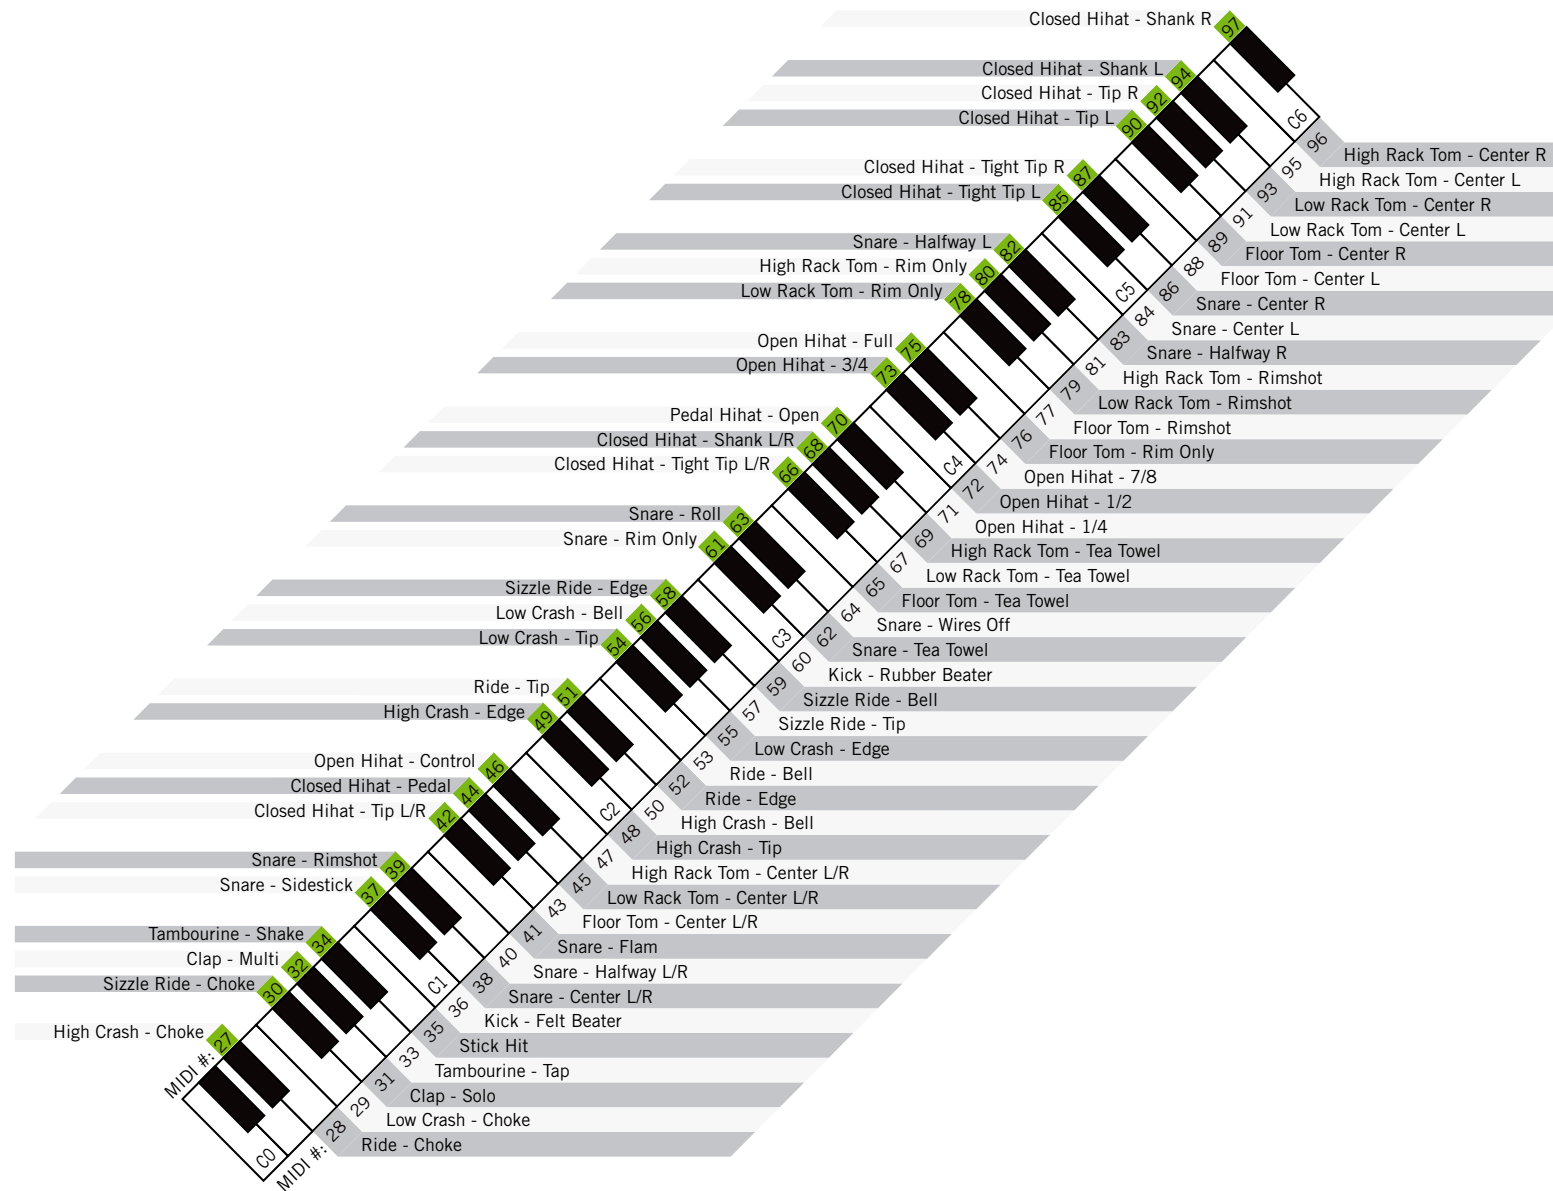 Closed Hihat - Shank R 97
Closed Hihat - Shank L 94
Closed Hihat - Tip R 92
Closed Hihat - Tip L 90
Closed Hihat - Tight Tip R 87
Closed Hihat - Tight Tip L 85
Snare - Halfway L 82
High Rack Tom - Rim Only 80
Low Rack Tom - Rim Only 78
Open Hihat - Full 75
Open Hihat - 3/4 73
Pedal Hihat - Open 70
Closed Hihat - Shank L/R 68
Closed Hihat - Tight Tip L/R 66
Snare - Roll 63
Snare - Rim Only 61
Sizzle Ride - Edge 58
Low Crash - Bell 56
Low Crash - Tip 54
Ride - Tip 51
High Crash - Edge 49
Open Hihat - Control 46
Closed Hihat - Pedal 44
Closed Hihat - Tip L/R 42
Snare - Rimshot 39
Snare - Sidestick 37
Tambourine - Shake 34
Clap - Multi 32
Sizzle Ride - Choke 30
High Crash - Choke 27
MIDI #:
C6
C5
C4
C3
C2
C1
C0
96 High Rack Tom - Center R
95 High Rack Tom - Center L
93 Low Rack Tom - Center R
91 Low Rack Tom - Center L
89 Floor Tom - Center R
88 Floor Tom - Center L
86 Snare - Center R
84 Snare - Center L
83 Snare - Halfway R
81 High Rack Tom - Rimshot
79 Low Rack Tom - Rimshot
77 Floor Tom - Rimshot
76 Floor Tom - Rim Only
74 Open Hihat - 7/8
72 Open Hihat - 1/2
71 Open Hihat - 1/4
69 High Rack Tom - Tea Towel
67 Low Rack Tom - Tea Towel
65 Floor Tom - Tea Towel
64 Snare - Wires Off
62 Snare - Tea Towel
60 Kick - Rubber Beater
59 Sizzle Ride - Bell
57 Sizzle Ride - Tip
55 Low Crash - Edge
53 Ride - Bell
52 Ride - Edge
50 High Crash - Bell
48 High Crash - Tip
47 High Rack Tom - Center L/R
45 Low Rack Tom - Center L/R
43 Floor Tom - Center L/R
41 Snare - Flam
40 Snare - Halfway L/R
38 Snare - Center L/R
36 Kick - Felt Beater
35 Stick Hit
33 Tambourine - Tap
31 Clap - Solo
29 Low Crash - Choke
28 Ride - Choke
MIDI #: